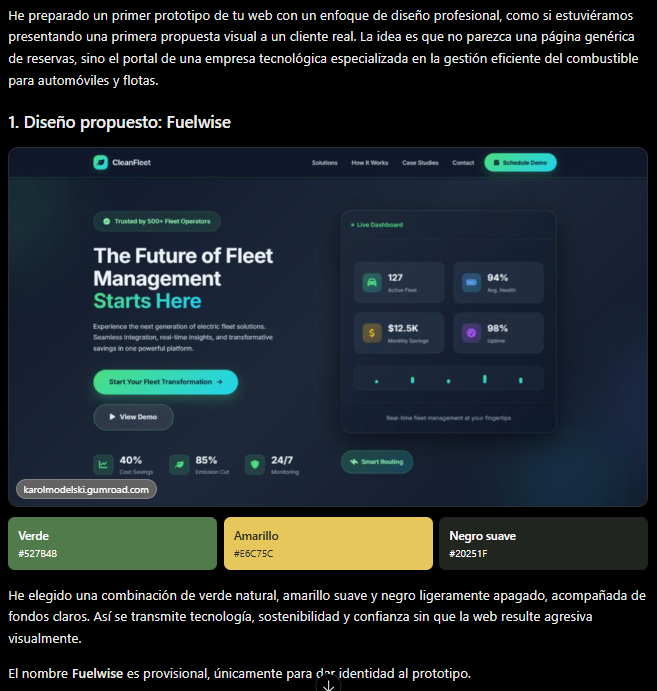 He preparado un primer prototipo de tu web con un enfoque de diseño profesional, como si estuviéramos
presentando una primera propuesta visual a un cliente real. La idea es que no parezca una página genérica
de reservas, sino el portal de una empresa tecnológica especializada en la gestión eficiente del combustible
para automóviles y flotas.
1. Diseño propuesto: Fuelwise
CleanFleet
Solutions
How It Works
Case Studies
Contact
Schedule Demo
Trusted by 500+ Fleet Operators
The Future of Fleet
Management
Starts Here
Experience the next generation of electric fleet solutions.
Seamless integration, real-time insights, and transformative
savings in one powerful platform.
Start Your Fleet Transformation →
View Demo
40%
Cost Savings
85%
Emission Cut
24/7
Monitoring
Live Dashboard
127
Active Fleet
94%
Avg. Health
$12.5K
Monthly Savings
98%
Uptime
Real-time fleet management at your fingertips
Smart Routing
karolmodelski.gumroad.com
Verde
#527B4B
Amarillo
#E6C75C
Negro suave
#20251F
He elegido una combinación de verde natural, amarillo suave y negro ligeramente apagado, acompañada de
fondos claros. Así se transmite tecnología, sostenibilidad y confianza sin que la web resulte agresiva
visualmente.
El nombre Fuelwise es provisional, únicamente para dar identidad al prototipo.